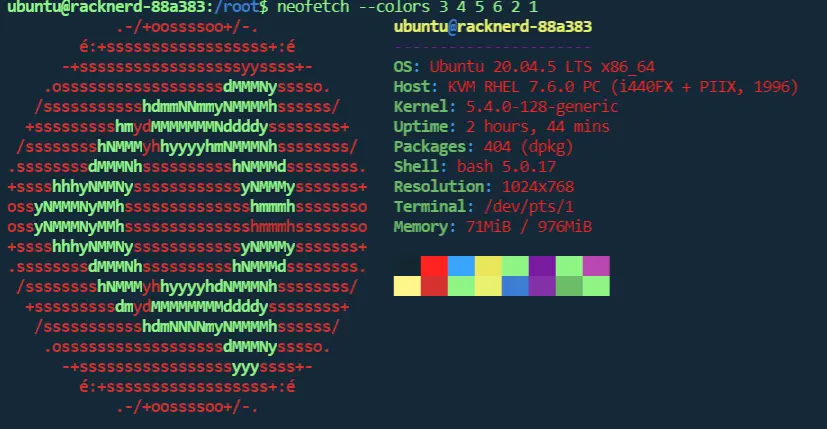 ubuntu@racknerd-88a383:/root$ neofetch --colors 3 4 5 6 2 1
.-/+oossssoo+/-.
é:+ssssssssssssssssss+:é
-+ssssssssssssssssssyyssss+-
.ossssssssssssssssssdMMMNysssso.
/ssssssssssshdmmNNmmyNMMMMhssssss/
+ssssssssshmydMMMMMMMNddddyssssssss+
/sssssssshNMMMyhhyyyyhmNMMMNhssssssss/
.ssssssssdMMMNhsssssssssshNMMMdssssssss.
+sssshhhyNMMNyssssssssssssyNMMMysssssss+
ossyNMMMNyMMhsssssssssssssshmmmhssssssso
ossyNMMMNyMMhsssssssssssssshmmmhssssssso
+sssshhhyNMMNyssssssssssssyNMMMysssssss+
.ssssssssdMMMNhsssssssssshNMMMdssssssss.
/sssssssshNMMMyhhyyyyhdNMMMNhssssssss/
+sssssssssdmydMMMMMMMMddddyssssssss+
/ssssssssssshdmNNNNmyNMMMMhssssss/
.ossssssssssssssssssdMMMNysssso.
-+sssssssssssssssssyyyssss+-
é:+ssssssssssssssssss+:é
.-/+oossssoo+/-.
ubuntu@racknerd-88a383
----------------------
OS: Ubuntu 20.04.5 LTS x86_64
Host: KVM RHEL 7.6.0 PC (i440FX + PIIX, 1996)
Kernel: 5.4.0-128-generic
Uptime: 2 hours, 44 mins
Packages: 404 (dpkg)
Shell: bash 5.0.17
Resolution: 1024x768
Terminal: /dev/pts/1
Memory: 71MiB / 976MiB